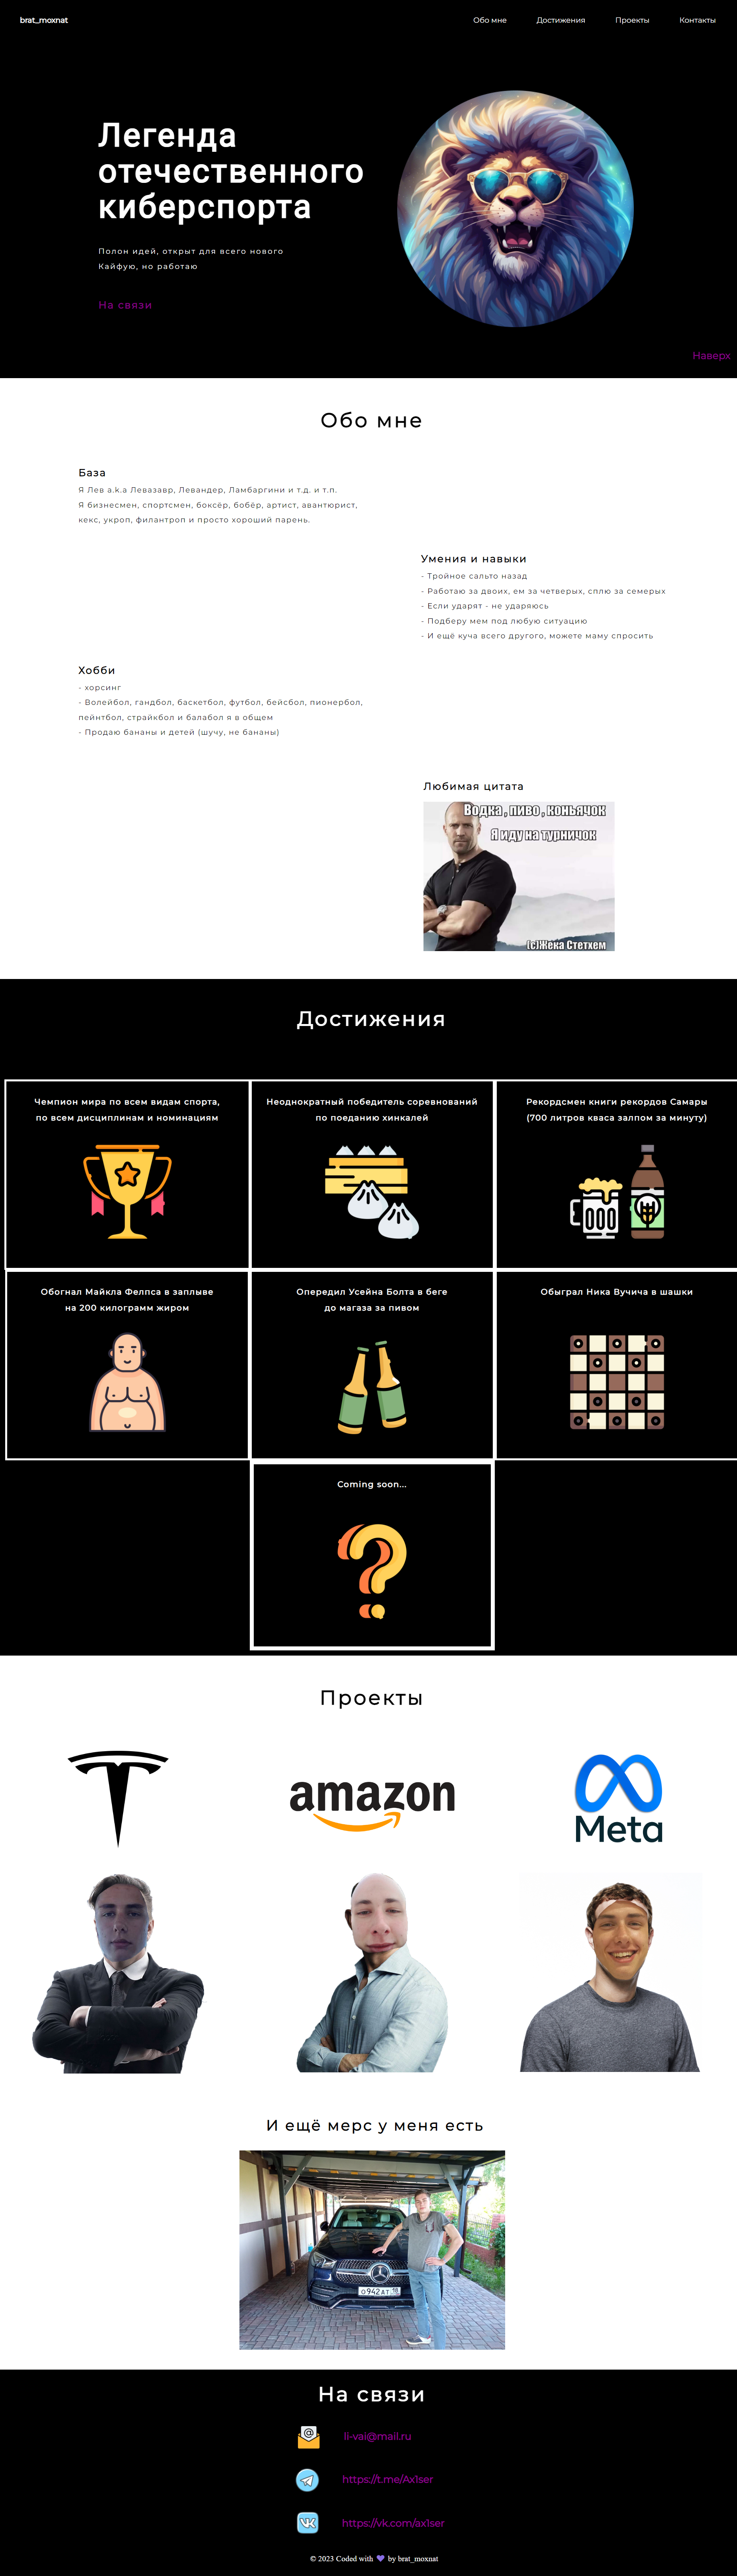 brat_moxnat
Обо мне
Достижения
Проекты
Контакты
Легенда
отечественного
киберспорта
Полон идей, открыт для всего нового
Кайфую, но работаю
На связи
Наверх
Обо мне
База
Я Лев a.k.a Левазавр, Левандер, Ламбаргини и т.д. и т.п.
Я бизнесмен, спортсмен, боксёр, бобёр, артист, авантюрист,
кекс, укроп, филантроп и просто хороший парень.
Умения и навыки
- Тройное сальто назад
- Работаю за двоих, ем за четверых, сплю за семерых
- Если ударят - не ударяюсь
- Подберу мем под любую ситуацию
- И ещё куча всего другого, можете маму спросить
Хобби
- хорсинг
- Волейбол, гандбол, баскетбол, футбол, бейсбол, пионербол,
пейнтбол, страйкбол и балабол я в общем
- Продаю бананы и детей (шучу, не бананы)
Любимая цитата
Водка , пиво , коньячок
Я иду на турничок
(с)Жека Стетхем
Достижения
Чемпион мира по всем видам спорта,
по всем дисциплинам и номинациям
Неоднократный победитель соревнований
по поеданию хинкалей
Рекордсмен книги рекордов Самары
(700 литров кваса залпом за минуту)
Обогнал Майкла Фелпса в заплыве
на 200 килограмм жиром
Опередил Усейна Болта в беге
до магаза за пивом
Обыграл Ника Вучича в шашки
Coming soon...
Проекты
amazon
Meta
И ещё мерс у меня есть
О942АТ 18
На связи
li-vai@mail.ru
https://t.me/Ax1ser
https://vk.com/ax1ser
© 2023 Coded with 💜 by brat_moxnat